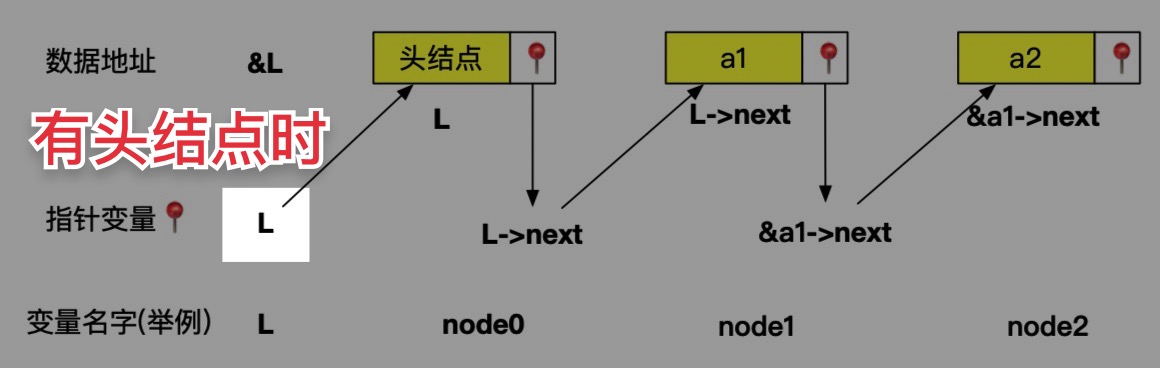 数据地址 &L 头结点 a1 a2
L L->next &a1->next
有头结点时
指针变量 L L->next &a1->next
变量名字(举例) L node0 node1 node2